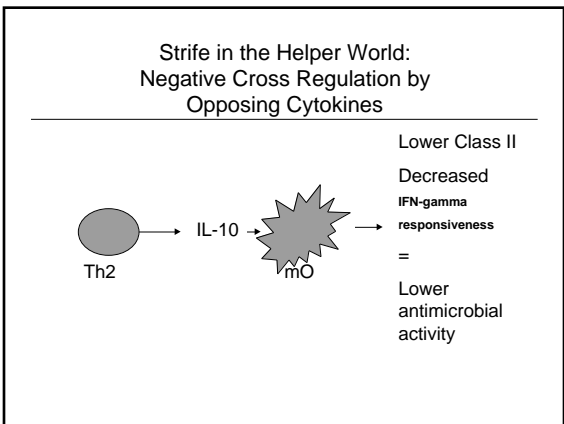 Strife in the Helper World:
Negative Cross Regulation by
Opposing Cytokines
Th2
IL-10
mO
Lower Class II
Decreased
IFN-gamma
responsiveness
=
Lower
antimicrobial
activity